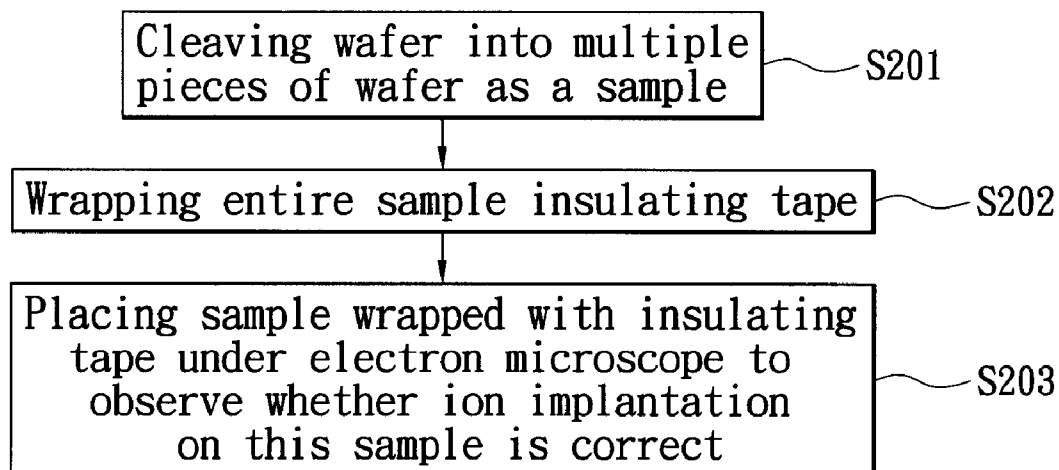 Cleaving wafer into multiple
pieces of wafer as a sample
S201
Wrapping entire sample insulating tape
S202
Placing sample wrapped with insulating
tape under electron microscope to
observe whether ion implantation
on this sample is correct
S203